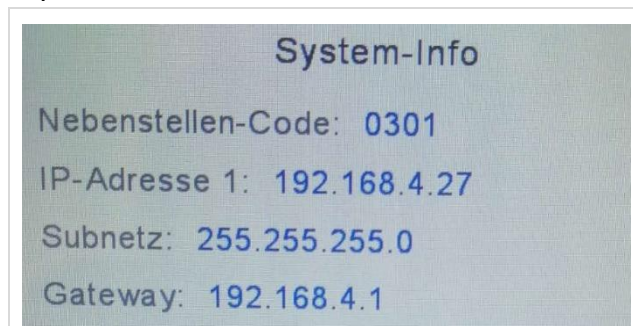 System-Info
Nebenstellen-Code: 0301
IP-Adresse 1: 192.168.4.27
Subnetz: 255.255.255.0
Gateway: 192.168.4.1